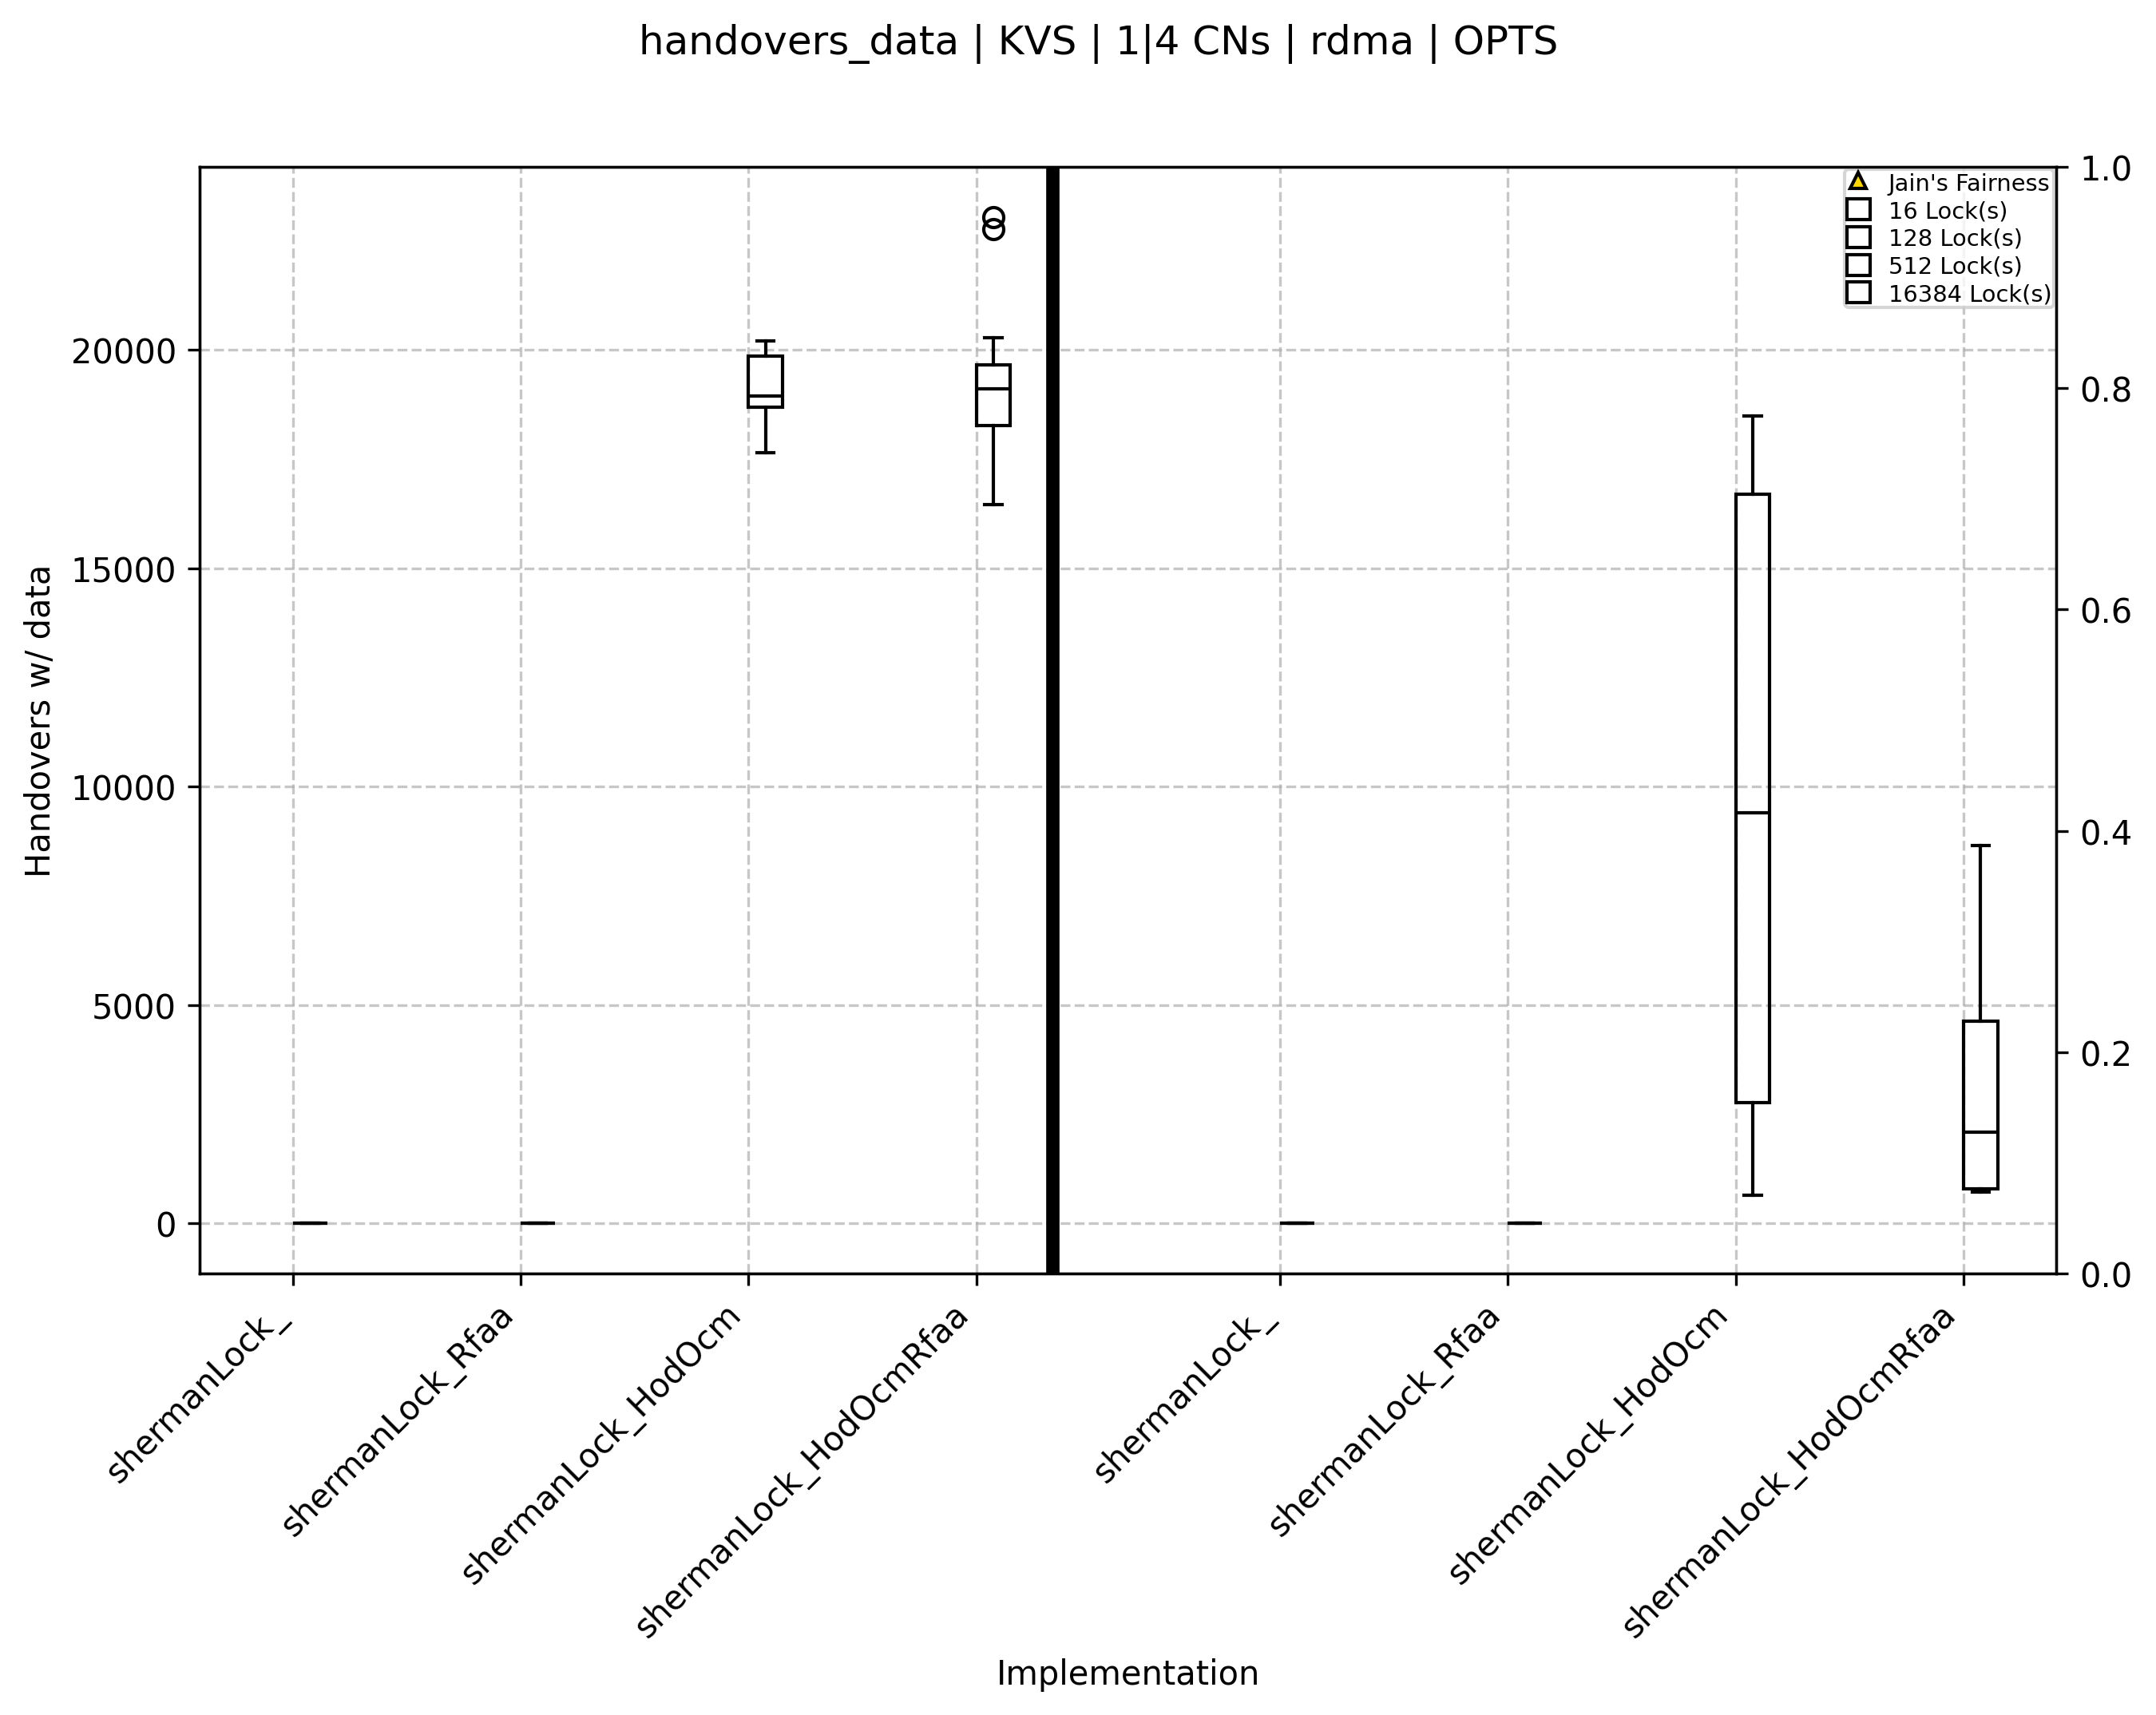 handovers_data | KVS | 1|4 CNs | rdma | OPTS
Jain's Fairness
16 Lock(s)
128 Lock(s)
512 Lock(s)
16384 Lock(s)
Handovers w/ data
20000
15000
10000
5000
0
1.0
0.8
0.6
0.4
0.2
0.0
shermanLock_
shermanLock_Rfaa
shermanLock_HodOcm
shermanLock_HodOcmRfaa
shermanLock_
shermanLock_Rfaa
shermanLock_HodOcm
shermanLock_HodOcmRfaa
Implementation